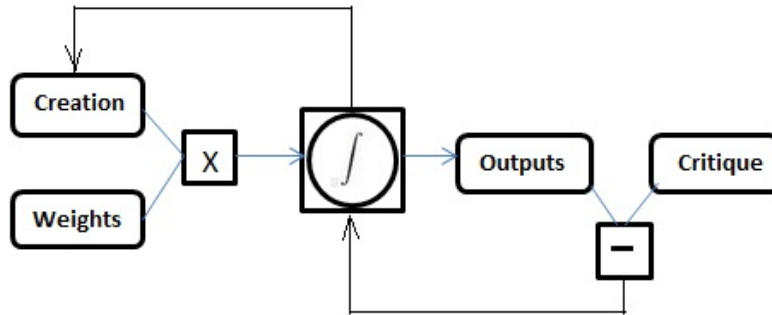 Creation
Weights
X
∫
Outputs
Critique
−